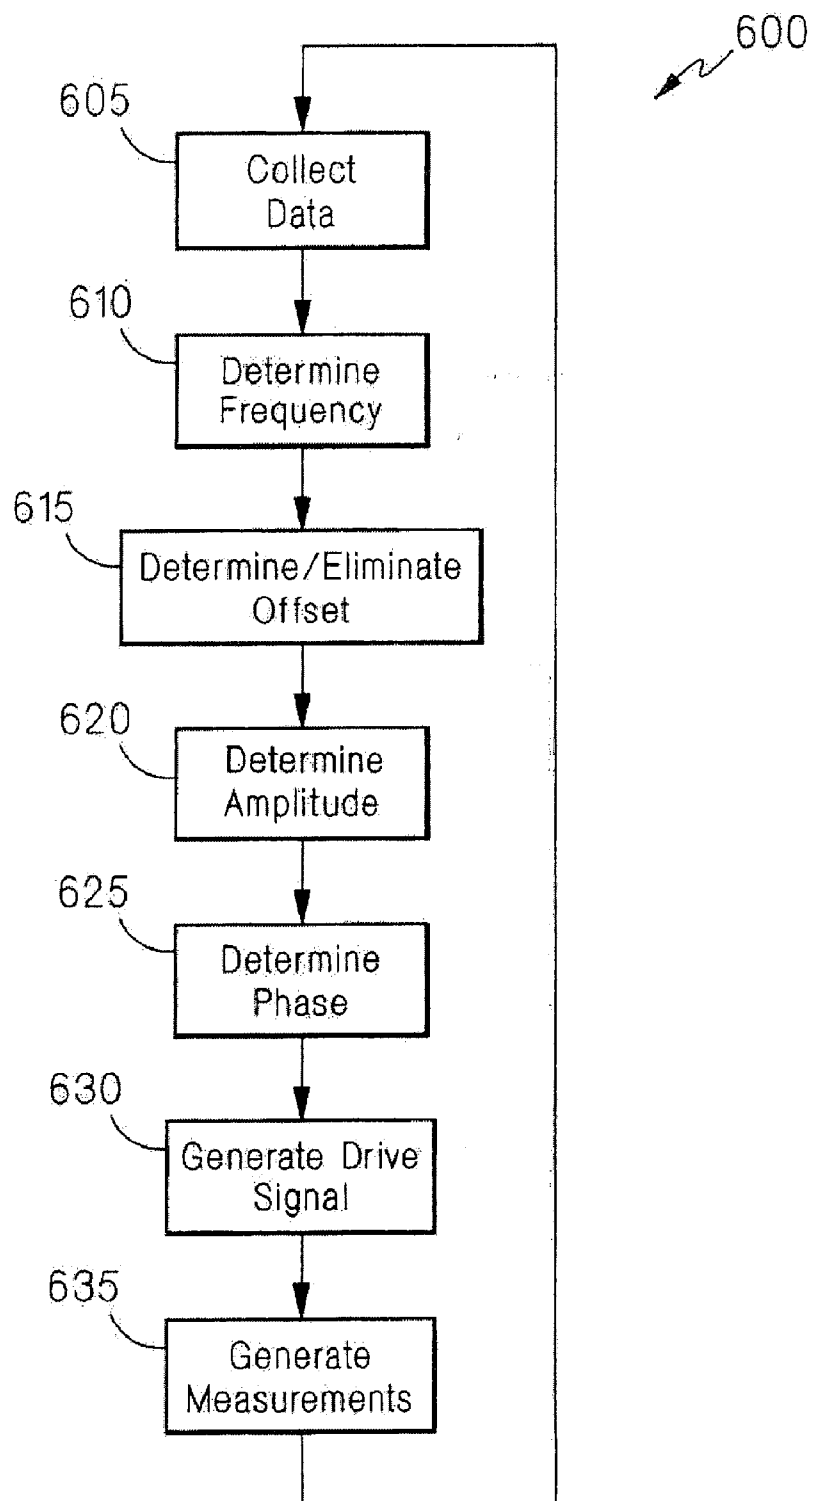 600
605
Collect
Data
610
Determine
Frequency
615
Determine/Eliminate
Offset
620
Determine
Amplitude
625
Determine
Phase
630
Generate Drive
Signal
635
Generate
Measurements